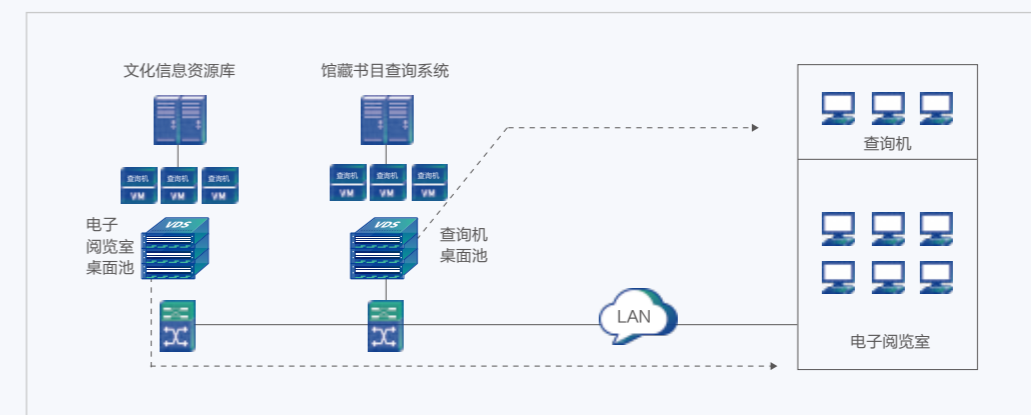 文化信息资源库
馆藏书目查询系统
查询机
查询机
查询机
VM
VM
VM
查询机
查询机
查询机
VM
VM
VM
查询机
电子
阅览室
桌面池
VDS
VDS
查询机
桌面池
LAN
电子阅览室